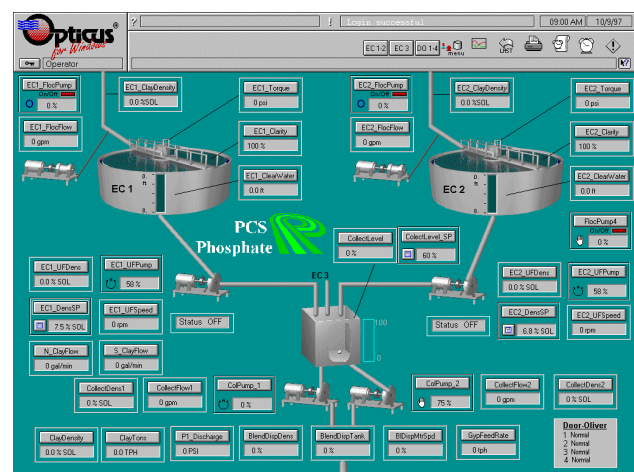 Opticus®
for Windows
? ! Login successful 09:00 AM 10/9/97
EC 1-2 EC 3 DO 1-4 menu LAST
Operator
EC1_FlocPump
On/Off
0 %
EC1_ClayDensity
0.0 %SOL
EC1_Torque
0 psi
EC2_FlocPump
On/Off
0 %
EC2_ClayDensity
0.0 %SOL
EC2_Torque
0 psi
EC1_FlocFlow
0 gpm
EC1_Clarity
100 %
EC2_FlocFlow
0 gpm
EC2_Clarity
100 %
EC 1
0.
ft
8.
EC1_ClearWater
0.0 ft
EC 2
0.
ft
8.
EC2_ClearWater
0.0 ft
PCS
Phosphate
CollectLevel
0 %
CollectLevel_SP
60 %
FlocPump4
On/Off
0 %
EC1_UFDens
0.0 % SOL
EC1_UFPump
58 %
EC 3
EC2_UFDens
0.0 % SOL
EC2_UFPump
58 %
EC1_DensSP
7.5 % SOL
EC1_UFSpeed
0 rpm
Status OFF
100
0
Status OFF
EC2_DensSP
6.8 % SOL
EC2_UFSpeed
0 rpm
N_ClayFlow
0 gal/min
S_ClayFlow
0 gal/min
CollectDens1
0 % SOL
CollectFlow1
0 gpm
ColPump_1
0 %
ColPump_2
75 %
CollectFlow2
0 gpm
CollectDens2
0 % SOL
ClayDensity
0.0 % SOL
ClayTons
0.0 TPH
P1_Discharge
0 PSI
BlendDispDens
0 %
BlendDispTank
0 %
BlDispMtrSpd
0 %
GypFeedRate
0 tph
Door-Oliver
1 Normal
2 Normal
3 Normal
4 Normal